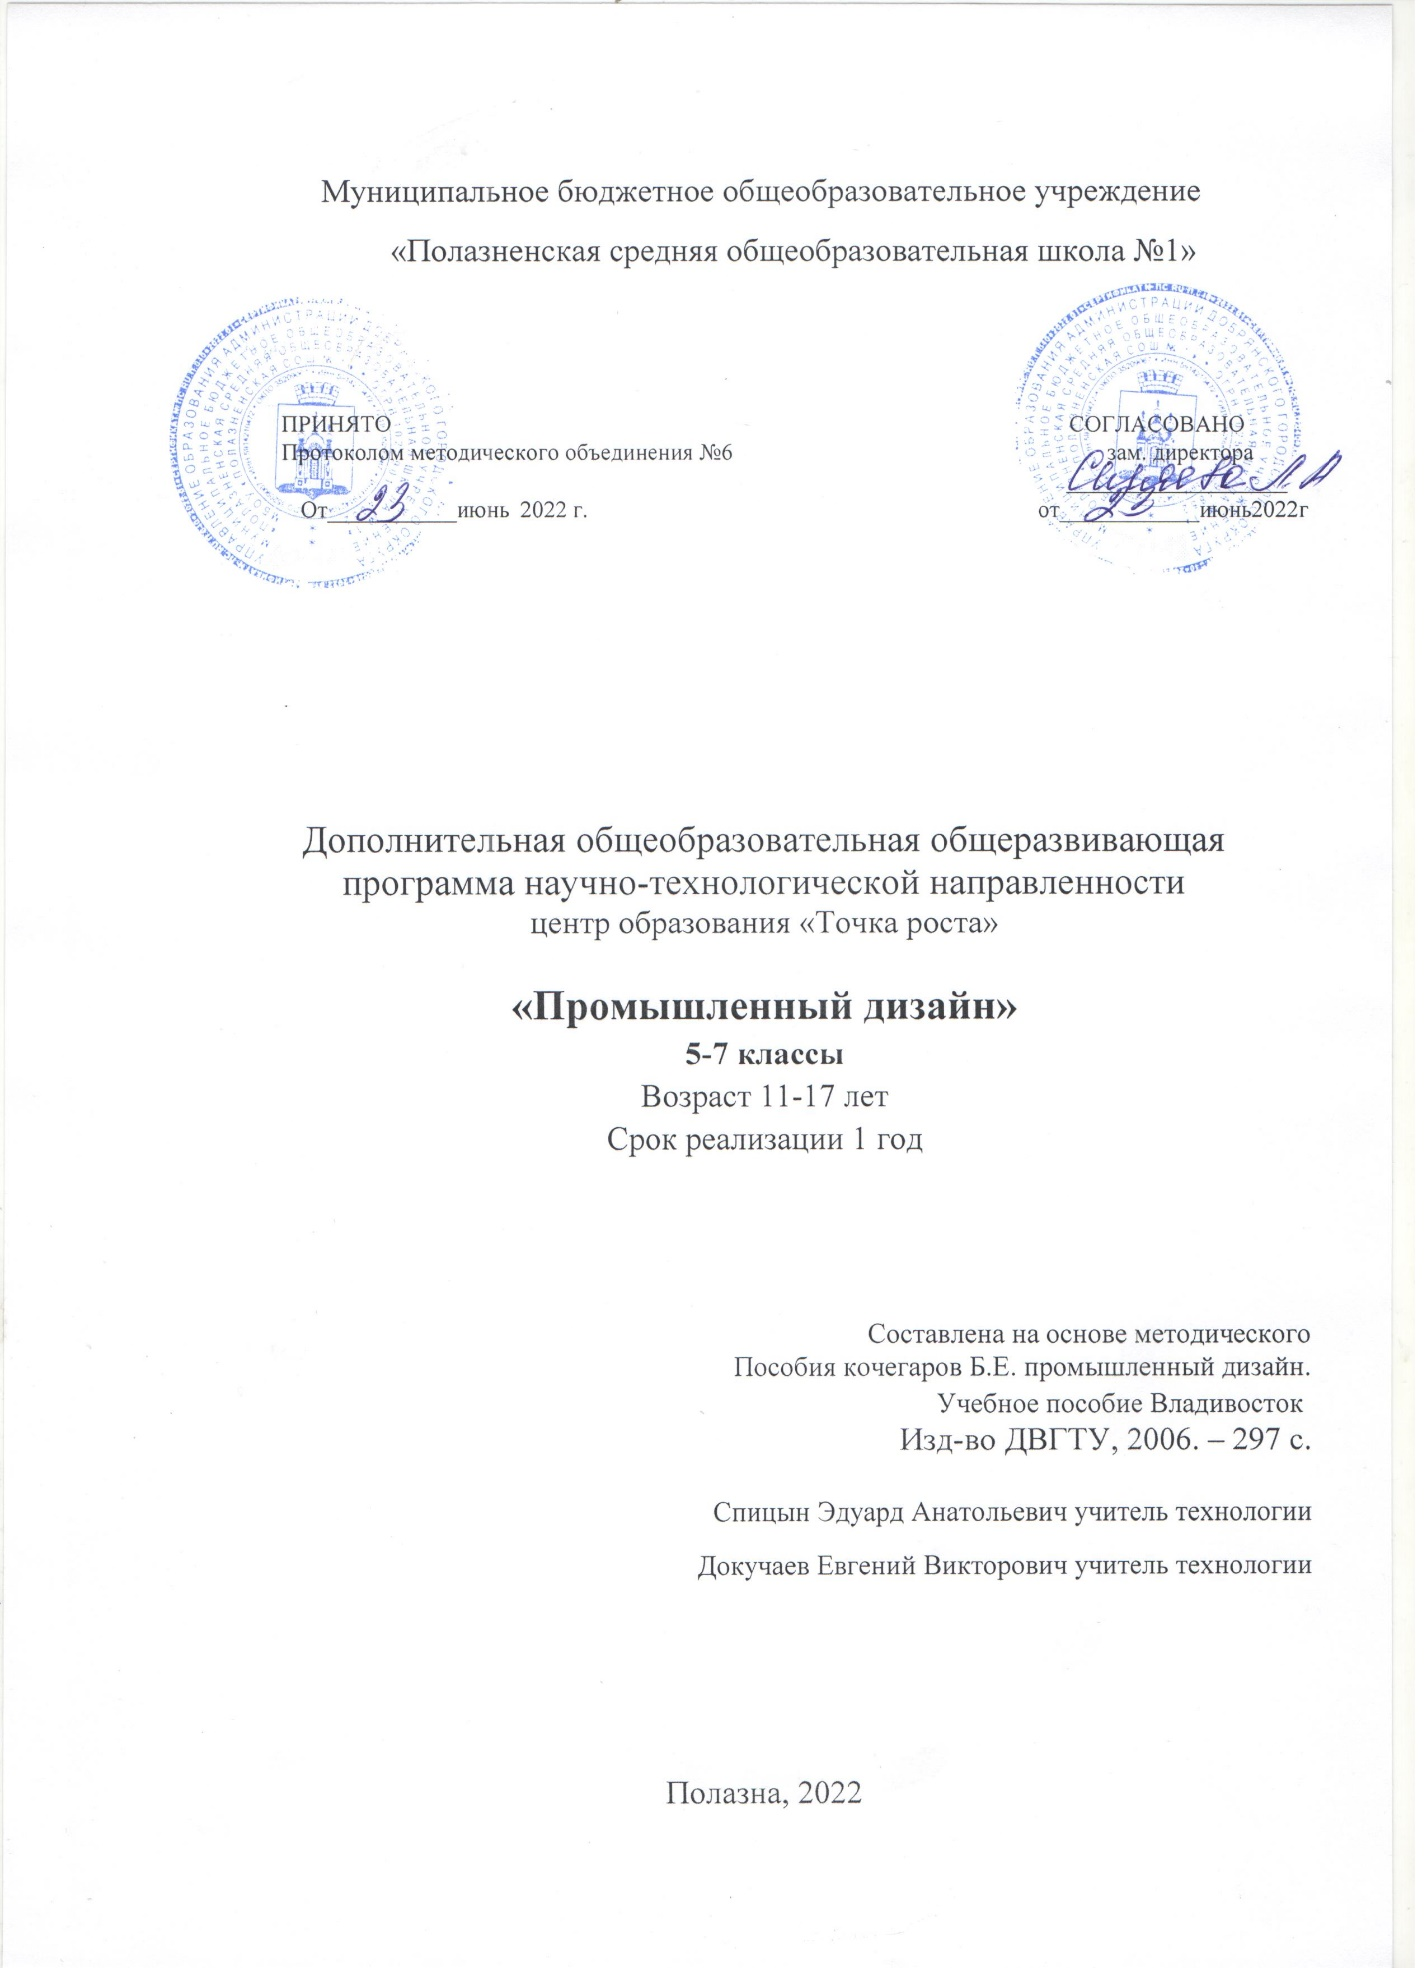 Муниципальное бюджетное общеобразовательное учреждение
«Полазненская средняя общеобразовательная школа №1»
ПРИНЯТО
Протоколом методического объединения №6
От 23 июнь 2022 г.
СОГЛАСОВАНО
зам. директора
от 23 июнь2022г
Дополнительная общеобразовательная общеразвивающая
программа научно-технологической направленности
центр образования «Точка роста»
«Промышленный дизайн»
5-7 классы
Возраст 11-17 лет
Срок реализации 1 год
Составлена на основе методического
Пособия кочегаров Б.Е. промышленный дизайн.
Учебное пособие Владивосток
Изд-во ДВГТУ, 2006. – 297 с.
Спицын Эдуард Анатольевич учитель технологии
Докучаев Евгений Викторович учитель технологии
Полазна, 2022